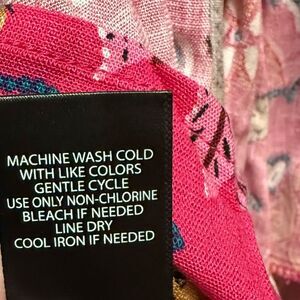 MACHINE WASH COLD
WITH LIKE COLORS
GENTLE CYCLE
USE ONLY NON-CHLORINE
BLEACH IF NEEDED
LINE DRY
COOL IRON IF NEEDED